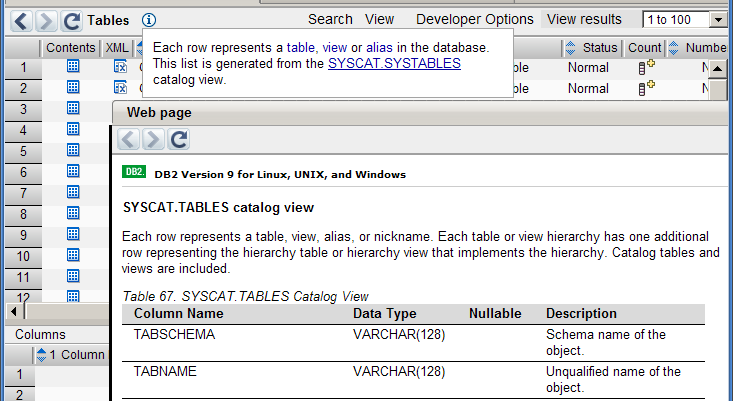 Tables
Search View Developer Options View results 1 to 100
Contents XML Status Count Number
Each row represents a table, view or alias in the database.
This list is generated from the SYSCAT.SYSTABLES
catalog view.
1 Normal
2 Normal
3
4
5
6
7
8
9
10
11
12
Web page
DB2. DB2 Version 9 for Linux, UNIX, and Windows
SYSCAT.TABLES catalog view
Each row represents a table, view, alias, or nickname. Each table or view hierarchy has one additional
row representing the hierarchy table or hierarchy view that implements the hierarchy. Catalog tables and
views are included.
Table 67. SYSCAT.TABLES Catalog View
Column Name Data Type Nullable Description
TABSCHEMA VARCHAR(128) Schema name of the
object.
TABNAME VARCHAR(128) Unqualified name of the
object.
Columns
1 Column
1
2